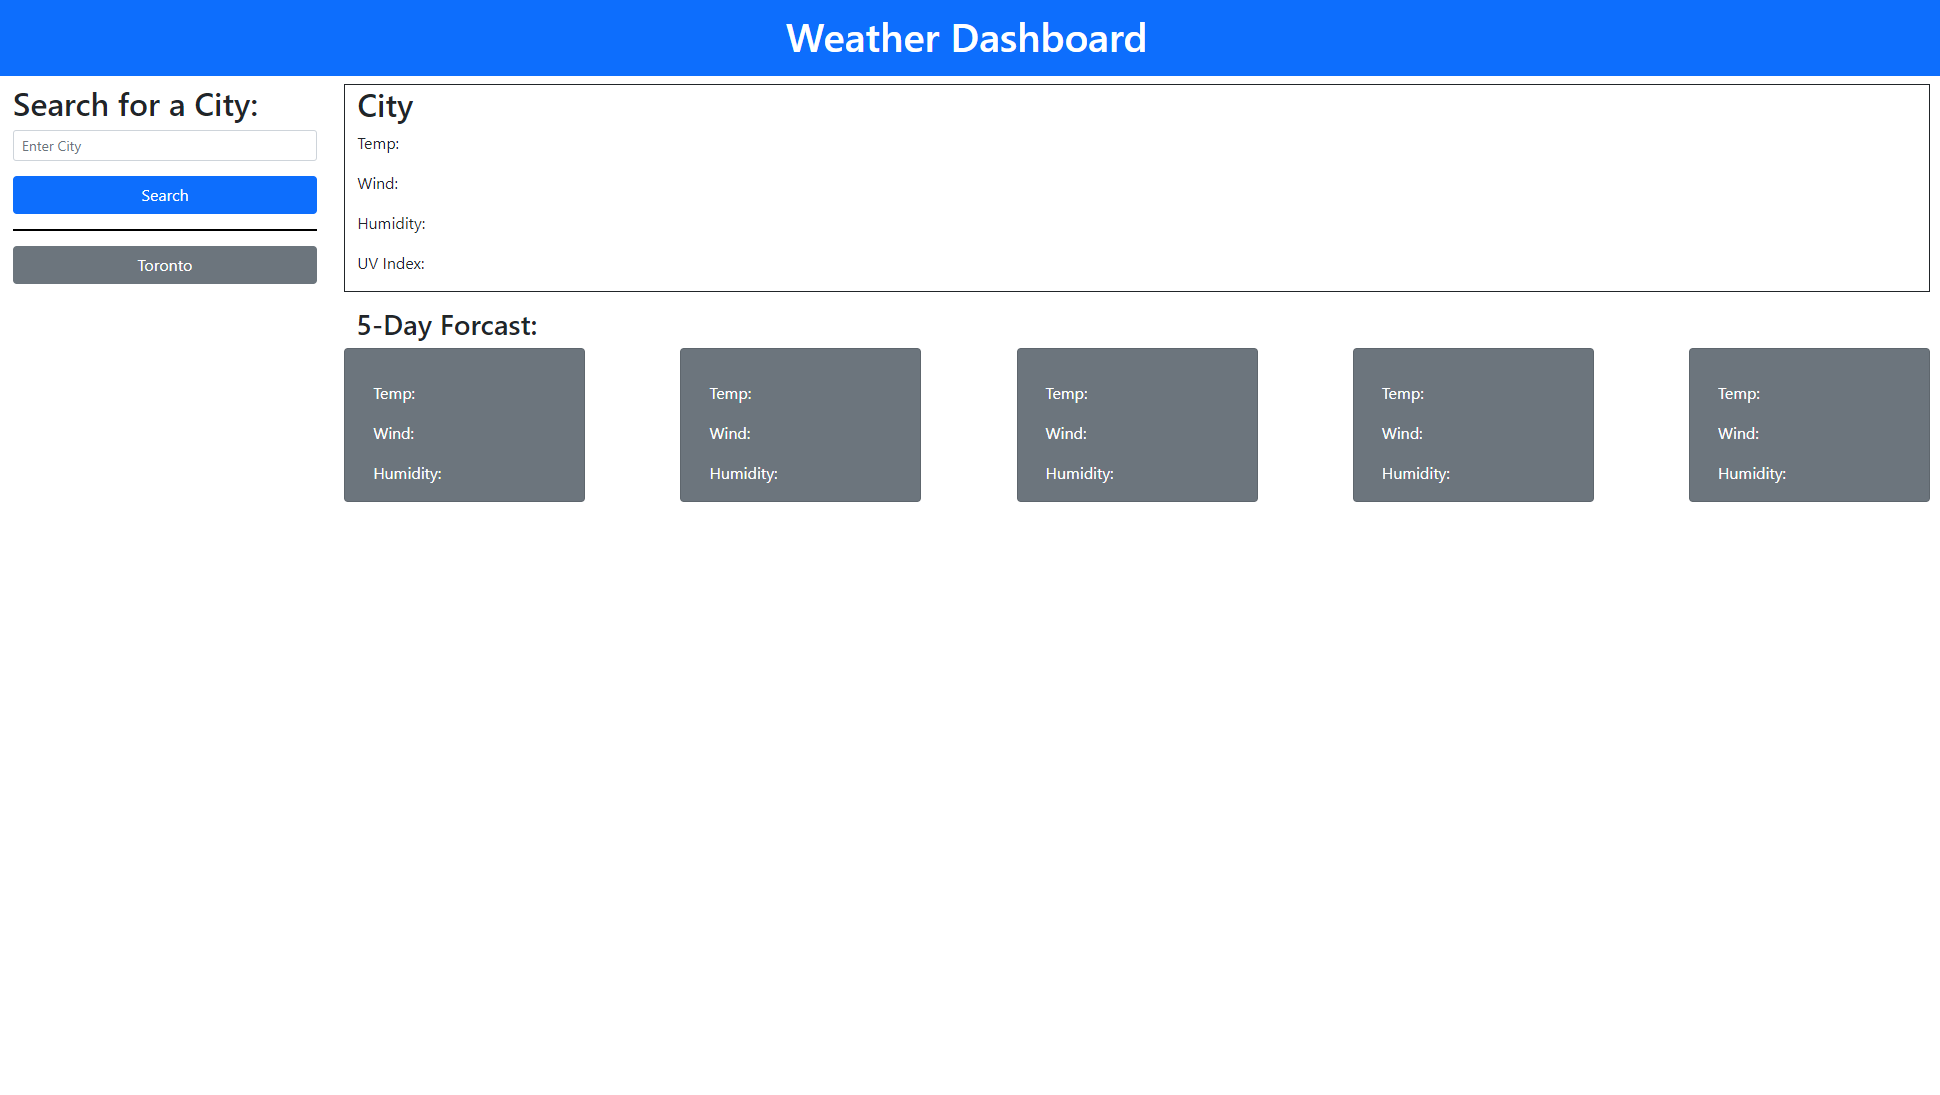 Weather Dashboard
Search for a City:
Enter City
Search
Toronto
City
Temp:
Wind:
Humidity:
UV Index:
5-Day Forcast:
Temp:
Wind:
Humidity:
Temp:
Wind:
Humidity:
Temp:
Wind:
Humidity:
Temp:
Wind:
Humidity:
Temp:
Wind:
Humidity: